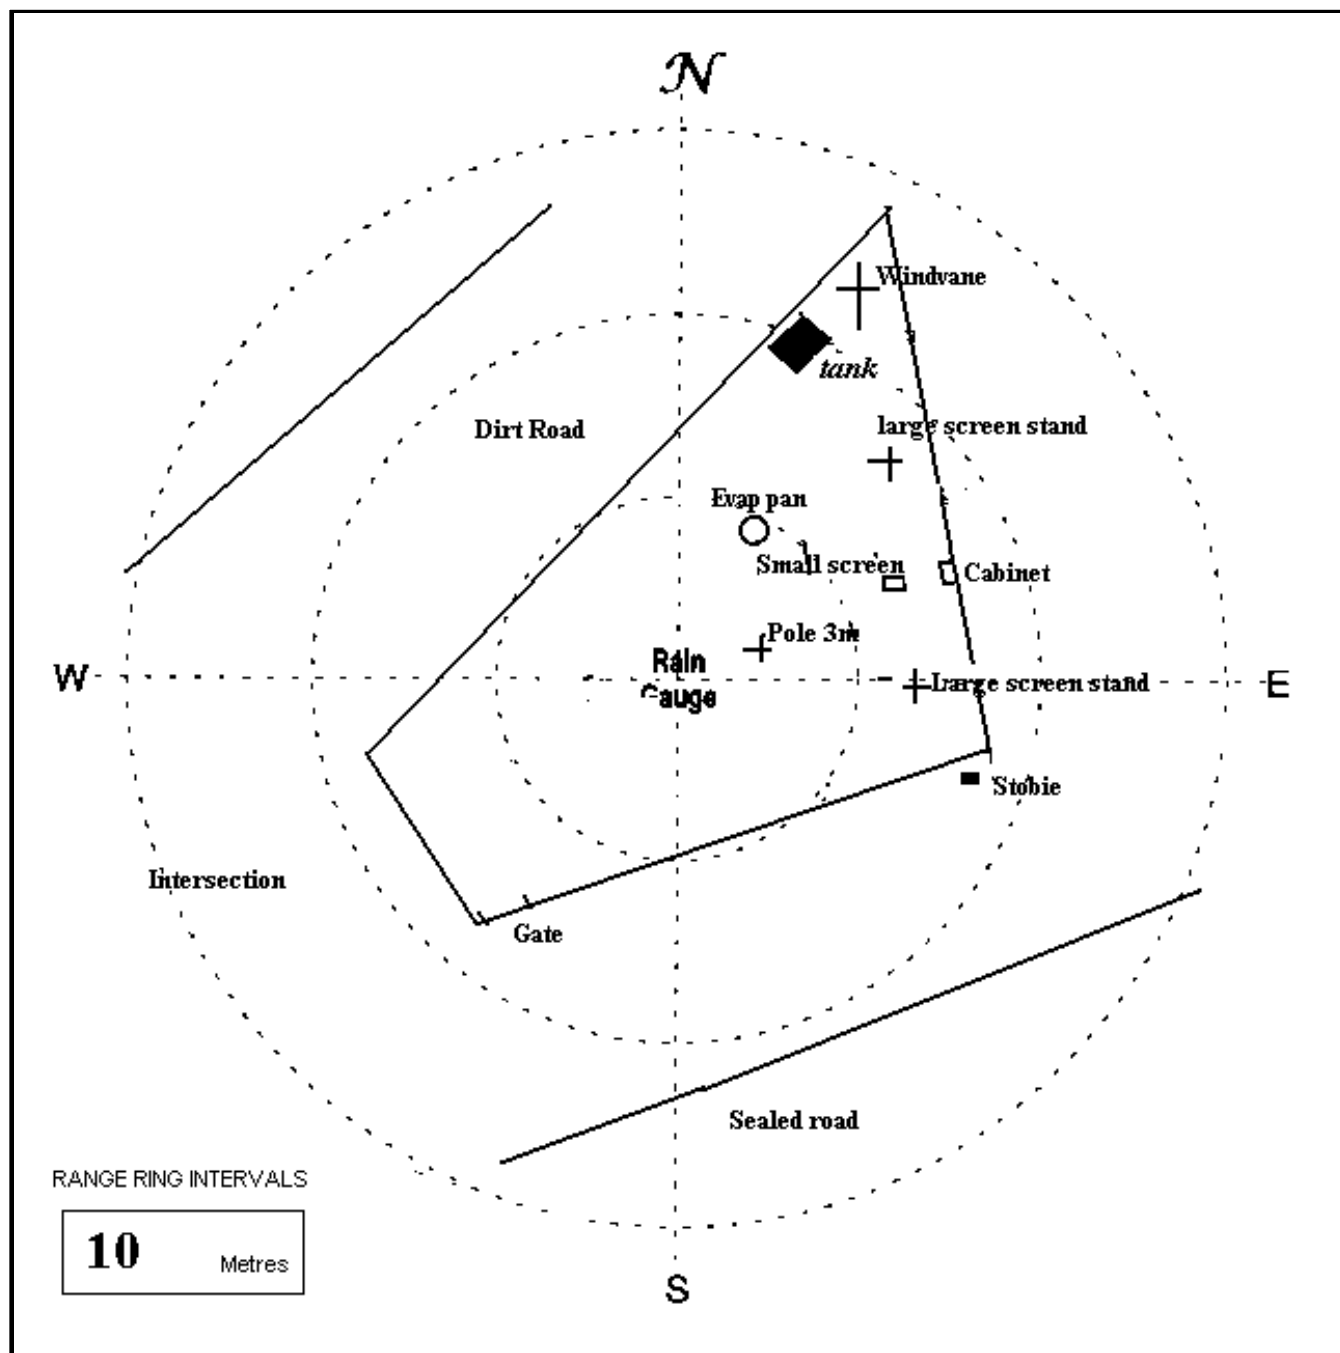 N
Windvane
tank
Dirt Road
large screen stand
Evap pan
Small screen
Cabinet
Pole 3m
Rain
Gauge
W
Large screen stand
E
Stobie
Intersection
Gate
Sealed road
RANGE RING INTERVALS
10 Metres
S